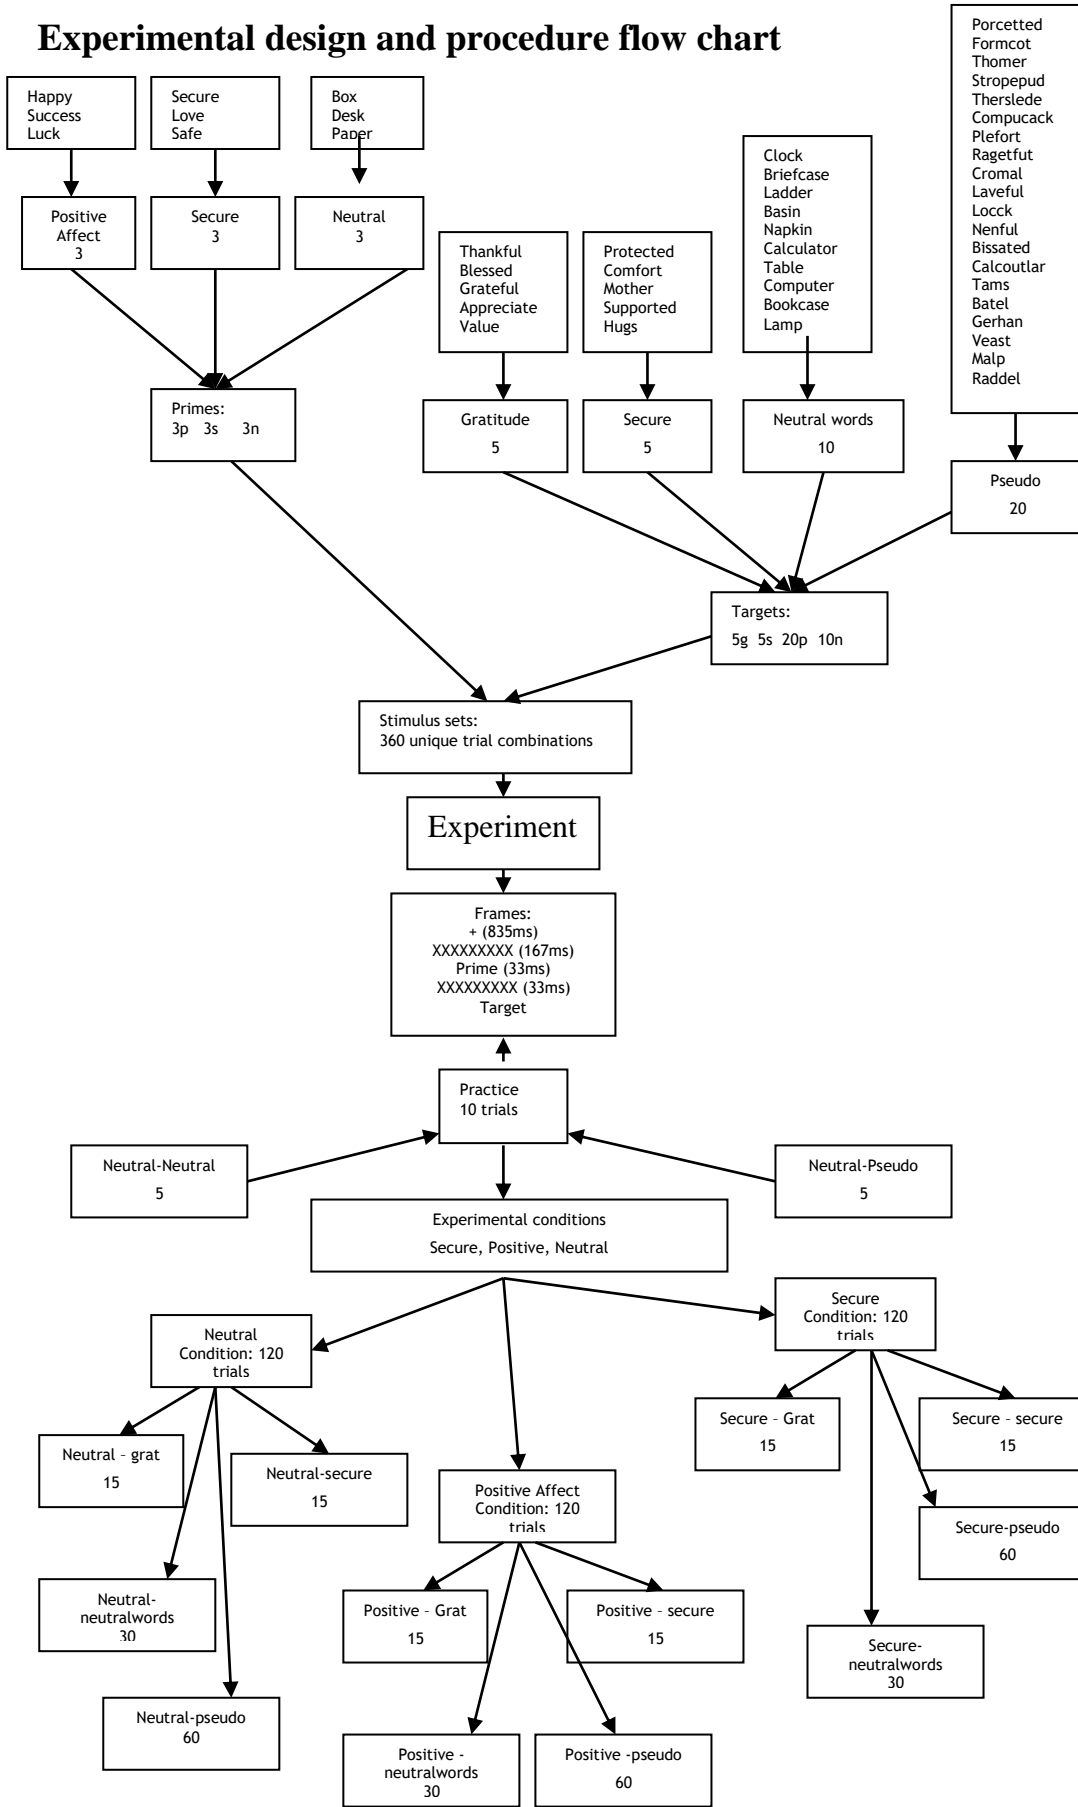 Experimental design and procedure flow chart
Happy
Success
Luck
Secure
Love
Safe
Box
Desk
Paper
Positive
Affect
3
Secure
3
Neutral
3
Primes:
3p 3s 3n
Thankful
Blessed
Grateful
Appreciate
Value
Protected
Comfort
Mother
Supported
Hugs
Clock
Briefcase
Ladder
Basin
Napkin
Calculator
Table
Computer
Bookcase
Lamp
Porcetted
Formcot
Thomer
Stropepud
Therslede
Compucack
Plefort
Ragetfut
Cromal
Laveful
Locck
Nenful
Bissated
Calcoutlar
Tams
Batel
Gerhan
Veast
Malp
Raddel
Gratitude
5
Secure
5
Neutral words
10
Pseudo
20
Targets:
5g 5s 20p 10n
Stimulus sets:
360 unique trial combinations
Experiment
Frames:
+ (835ms)
XXXXXXXXX (167ms)
Prime (33ms)
XXXXXXXXX (33ms)
Target
Practice
10 trials
Neutral-Neutral
5
Neutral-Pseudo
5
Experimental conditions
Secure, Positive, Neutral
Neutral
Condition: 120
trials
Neutral - grat
15
Neutral-secure
15
Neutral-
neutralwords
30
Neutral-pseudo
60
Positive Affect
Condition: 120
trials
Positive - Grat
15
Positive - secure
15
Positive -
neutralwords
30
Positive -pseudo
60
Secure
Condition: 120
trials
Secure - Grat
15
Secure - secure
15
Secure-pseudo
60
Secure-
neutralwords
30